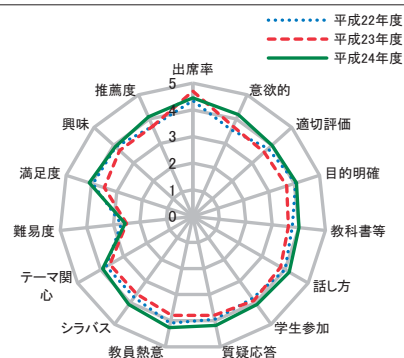 平成22年度
平成23年度
平成24年度
出席率
意欲的
適切評価
目的明確
教科書等
話し方
学生参加
質疑応答
教員熱意
シラバス
テーマ関
心
難易度
満足度
興味
推薦度
5
4
3
2
1
0